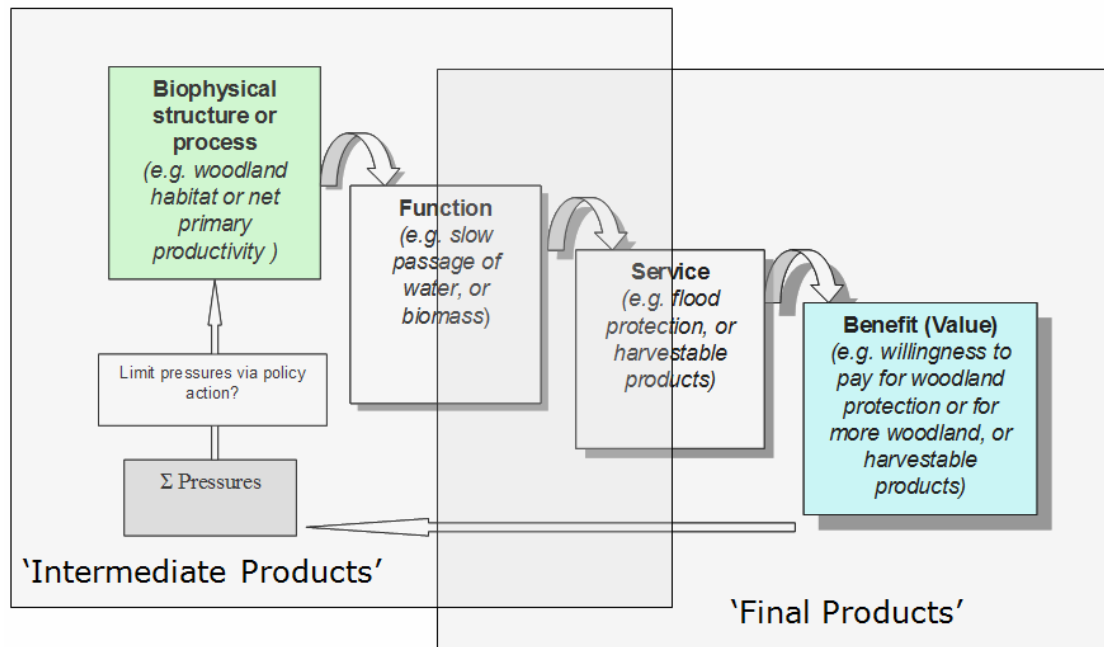 Biophysical
structure or
process
(e.g. woodland
habitat or net
primary
productivity )
Function
(e.g. slow
passage of
water, or
biomass)
Service
(e.g. flood
protection, or
harvestable
products)
Benefit (Value)
(e.g. willingness to
pay for woodland
protection or for
more woodland, or
harvestable
products)
Limit pressures via policy
action?
Σ Pressures
‘Intermediate Products’
‘Final Products’